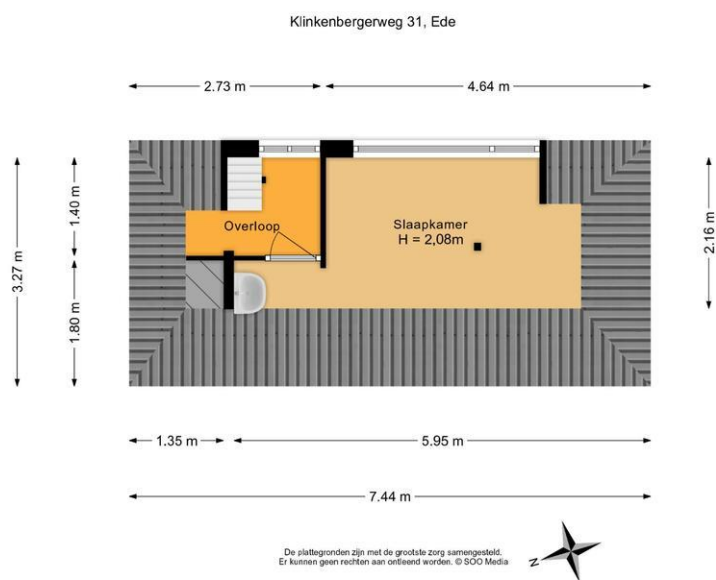 Klinkenbergerweg 31, Ede
2.73 m
4.64 m
1.40 m
3.27 m
1.80 m
2.16 m
Overloop
Slaapkamer
H = 2,08m
1.35 m
5.95 m
7.44 m
De plattegronden zijn met de grootste zorg samengesteld.
Er kunnen geen rechten aan ontleend worden. © SOO Media
N